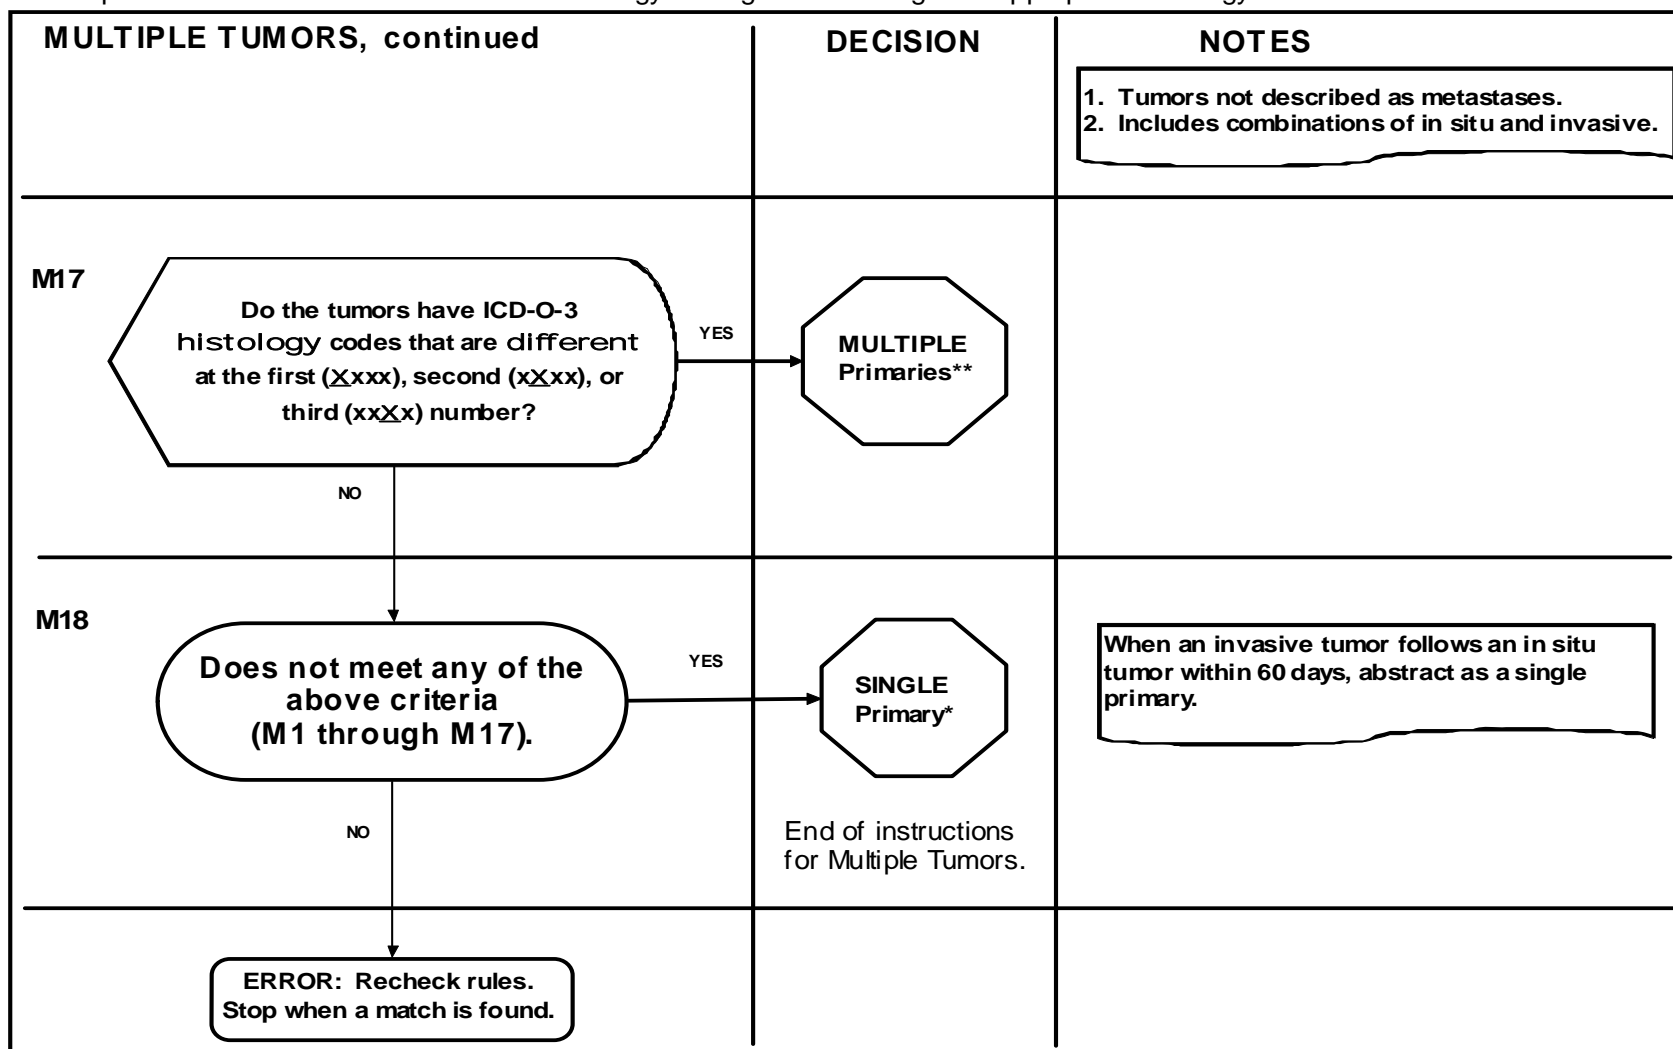 MULTIPLE TUMORS, continued
DECISION
NOTES
1. Tumors not described as metastases.
2. Includes combinations of in situ and invasive.
M17
Do the tumors have ICD-O-3
histology codes that are different
at the first (Xxxx), second (xXxx), or
third (xxXx) number?
YES
MULTIPLE
Primaries**
NO
M18
Does not meet any of the
above criteria
(M1 through M17).
YES
SINGLE
Primary*
When an invasive tumor follows an in situ
tumor within 60 days, abstract as a single
primary.
NO
End of instructions
for Multiple Tumors.
ERROR: Recheck rules.
Stop when a match is found.